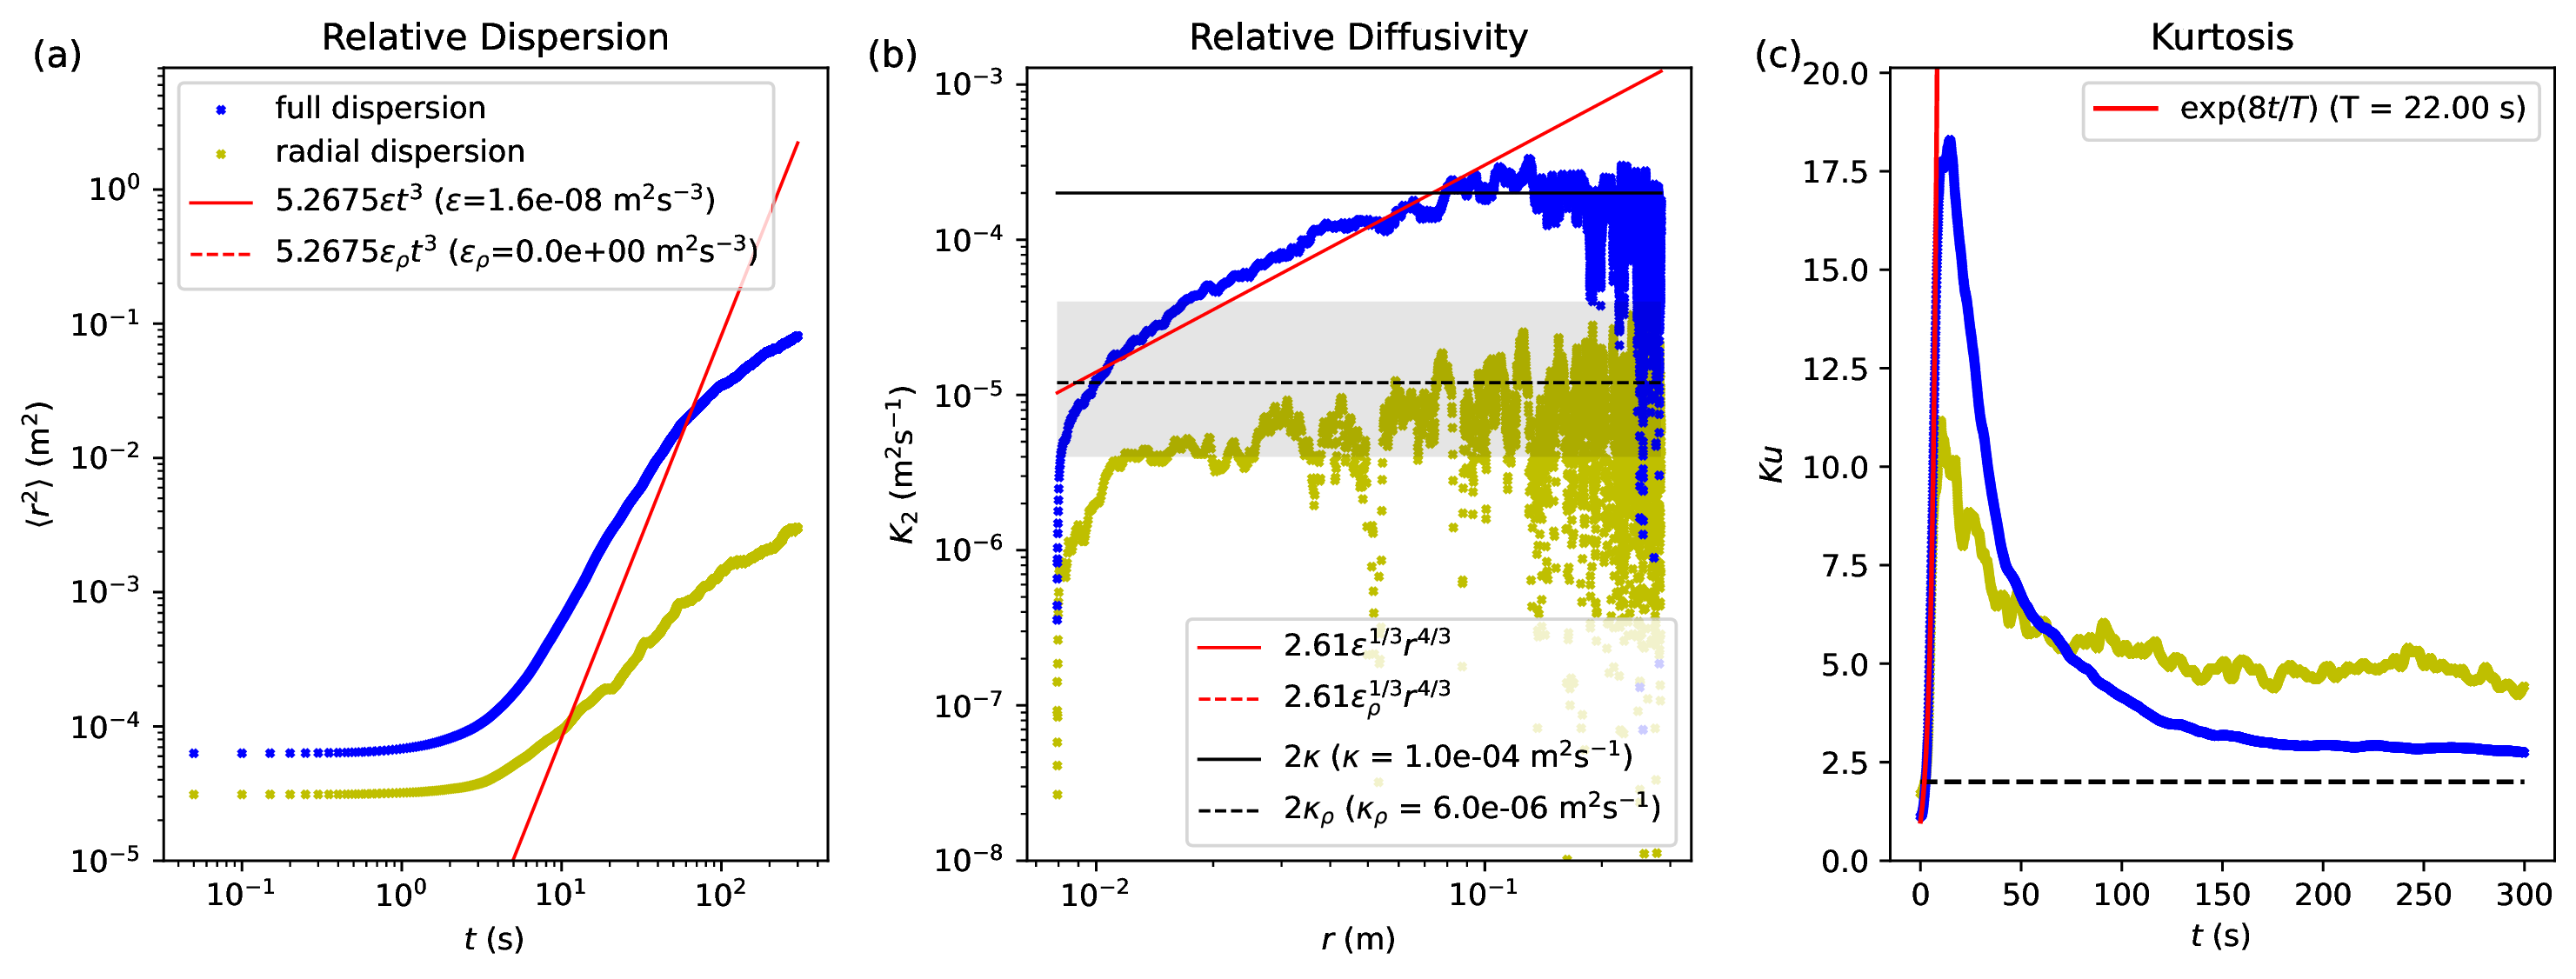 (a) Relative Dispersion
full dispersion
radial dispersion
5.2675εt³ (ε=1.6e-08 m²s⁻³)
5.2675ε_ρt³ (ε_ρ=0.0e+00 m²s⁻³)
10⁰
10⁻¹
10⁻²
10⁻³
10⁻⁴
10⁻⁵
⟨r²⟩ (m²)
10⁻¹ 10⁰ 10¹ 10²
t (s)
(b) Relative Diffusivity
10⁻³
10⁻⁴
10⁻⁵
10⁻⁶
10⁻⁷
10⁻⁸
K₂ (m²s⁻¹)
2.61ε^{1/3}r^{4/3}
2.61ε_ρ^{1/3}r^{4/3}
2κ (κ = 1.0e-04 m²s⁻¹)
2κ_ρ (κ_ρ = 6.0e-06 m²s⁻¹)
10⁻² 10⁻¹
r (m)
(c) Kurtosis
exp(8t/T) (T = 22.00 s)
20.0
17.5
15.0
12.5
10.0
7.5
5.0
2.5
0.0
Ku
0 50 100 150 200 250 300
t (s)